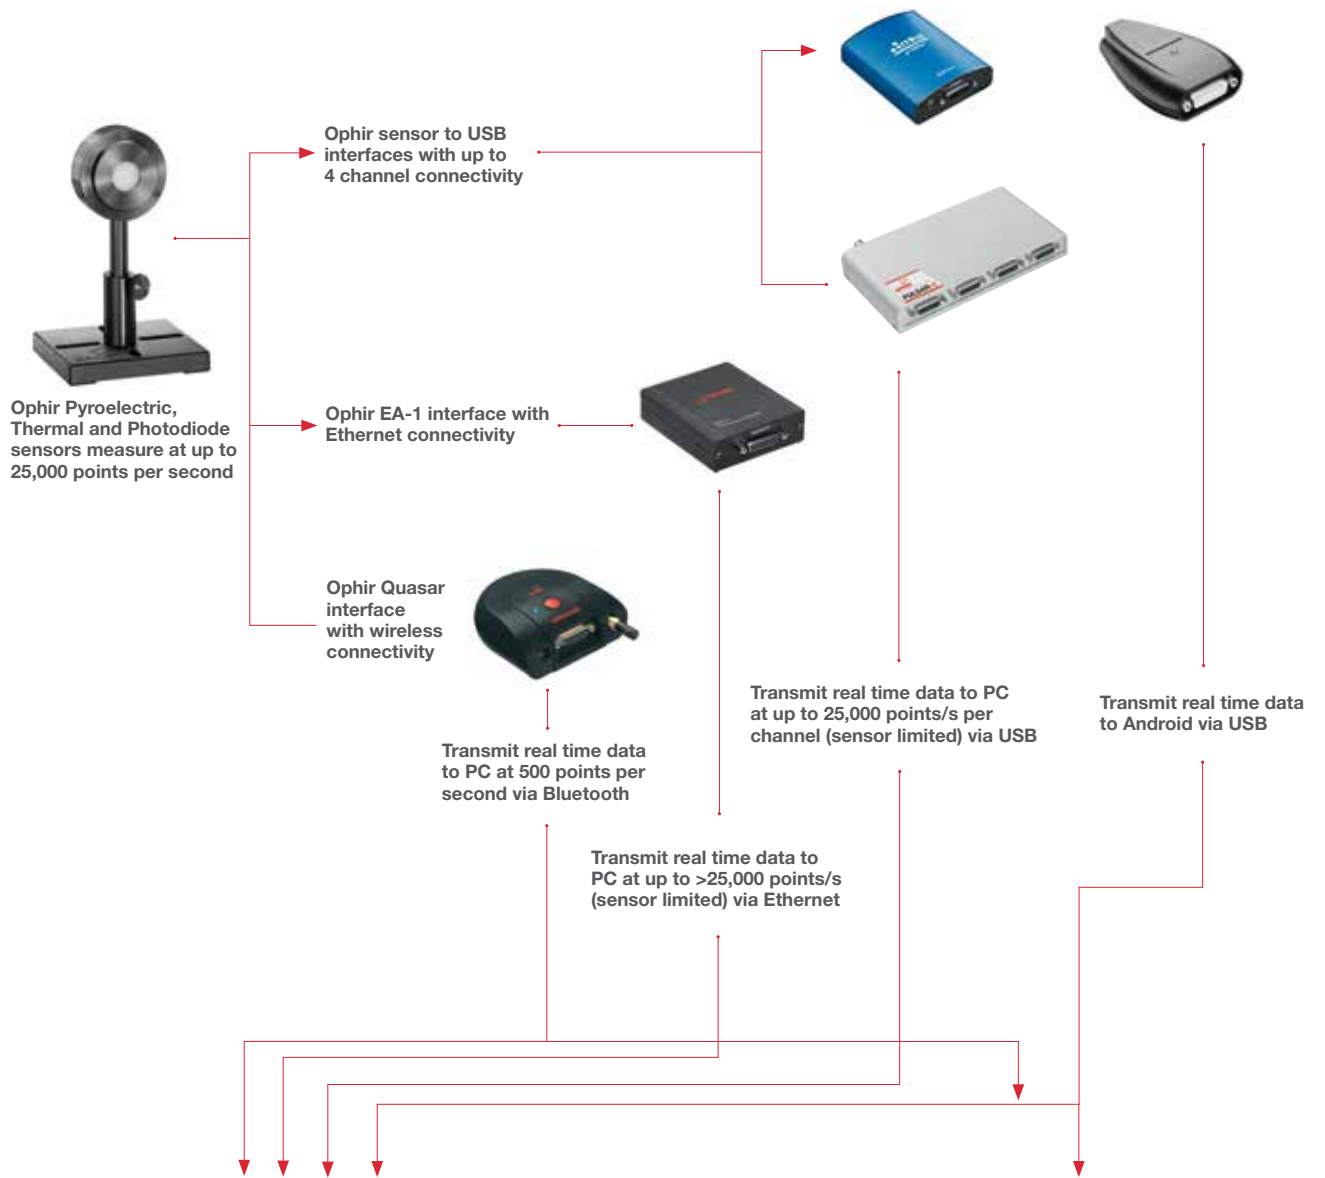 Ophir sensor to USB
interfaces with up to
4 channel connectivity
Ophir Pyroelectric,
Thermal and Photodiode
sensors measure at up to
25,000 points per second
Ophir EA-1 interface with
Ethernet connectivity
Ophir Quasar
interface
with wireless
connectivity
Transmit real time data
to PC at 500 points per
second via Bluetooth
Transmit real time data to
PC at up to >25,000 points/s
(sensor limited) via Ethernet
Transmit real time data to PC
at up to 25,000 points/s per
channel (sensor limited) via USB
Transmit real time data
to Android via USB